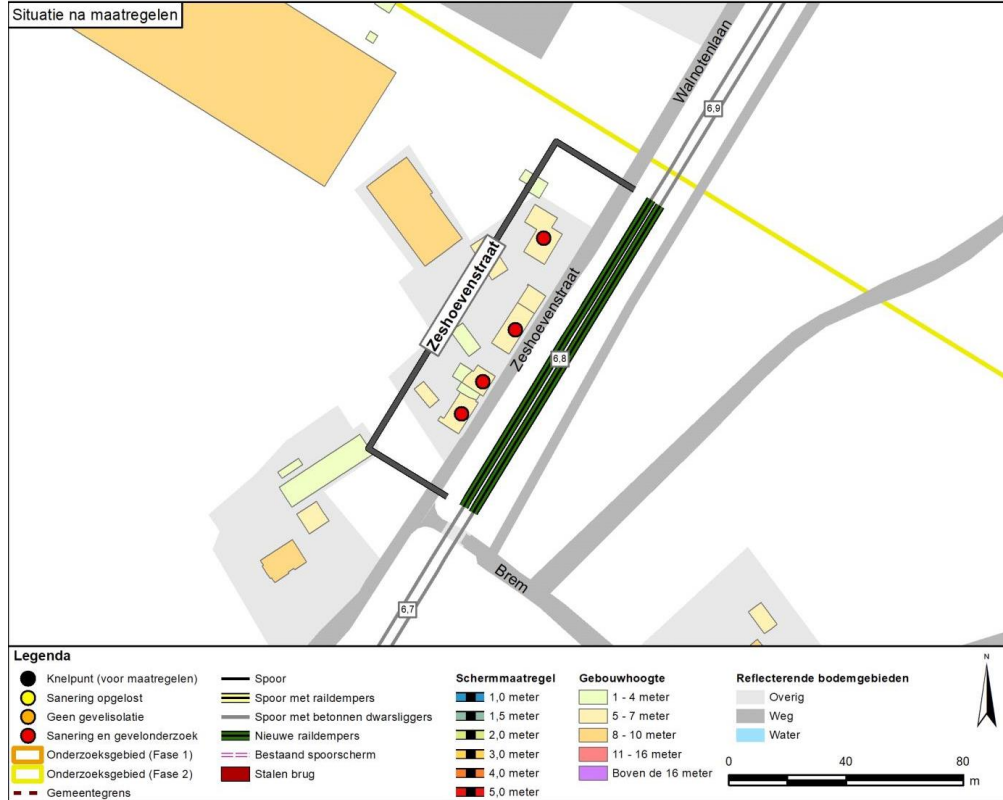 Situatie na maatregelen
Walnotenlaan
6,9
Zeshoevenstraat
Zeshoevenstraat
6,8
6,7
Brem
Legenda
Knelpunt (voor maatregelen)
Sanering opgelost
Geen gevelisolatie
Sanering en gevelonderzoek
Onderzoeksgebied (Fase 1)
Onderzoeksgebied (Fase 2)
Gemeentegrens
Spoor
Spoor met raildempers
Spoor met betonnen dwarsliggers
Nieuwe raildempers
Bestaand spoorscherm
Stalen brug
Schermmaatregel
1,0 meter
1,5 meter
2,0 meter
3,0 meter
4,0 meter
5,0 meter
Gebouwhoogte
1 - 4 meter
5 - 7 meter
8 - 10 meter
11 - 16 meter
Boven de 16 meter
Reflecterende bodemgebieden
Overig
Weg
Water
N
0 40 80
m